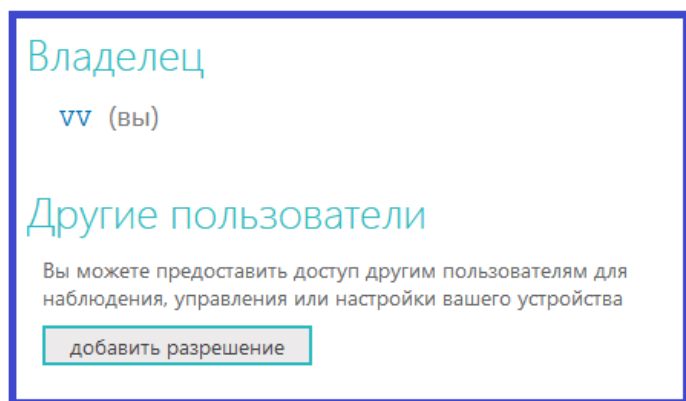 Владелец
vv (вы)
Другие пользователи
Вы можете предоставить доступ другим пользователям для
наблюдения, управления или настройки вашего устройства
добавить разрешение